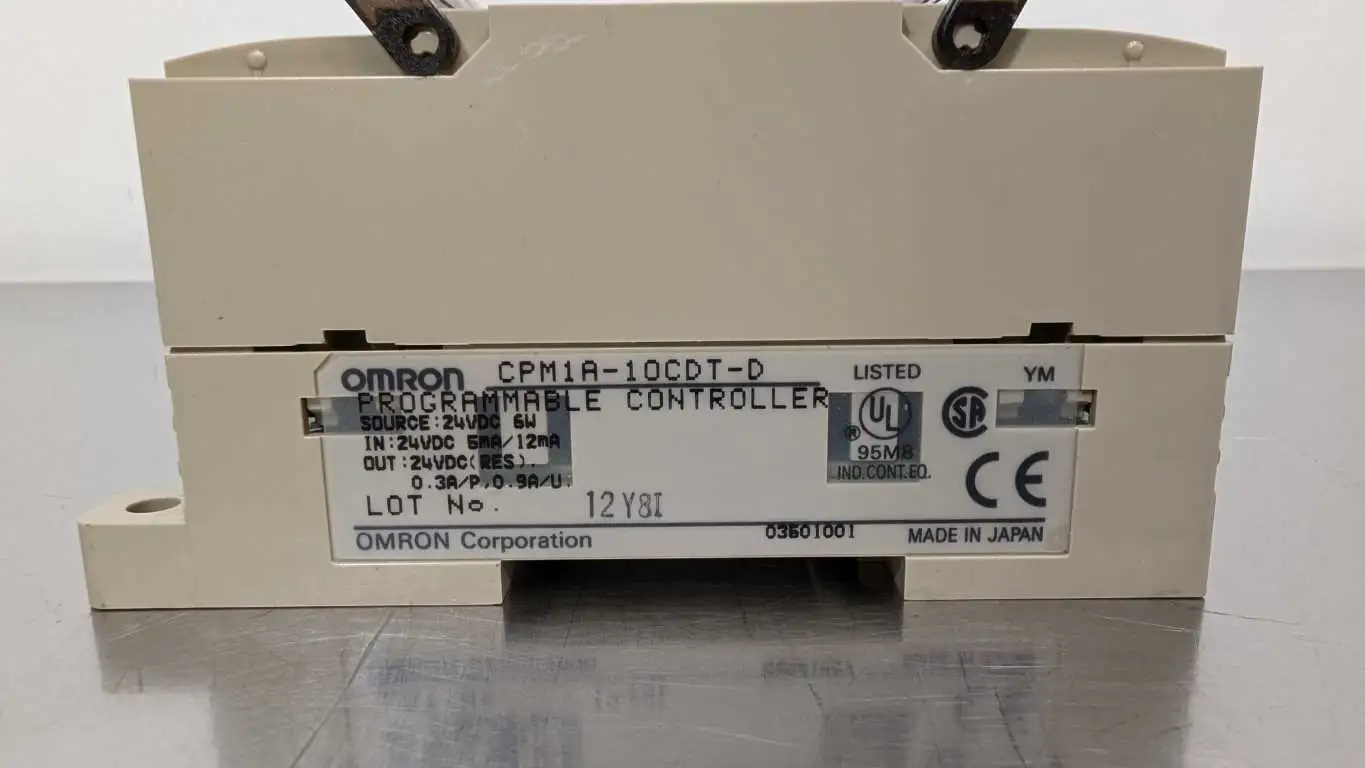 OMRON CPM1A-10CDT-D
PROGRAMMABLE CONTROLLER
SOURCE:24VDC 6W
IN:24VDC 5mA/12mA
OUT:24VDC(RES).
0.3A/P,0.9A/U.
LOT No. 12Y8I
OMRON Corporation
LISTED
UL
®
95M8
IND.CONT.EQ.
SA
YM
CE
03601001
MADE IN JAPAN